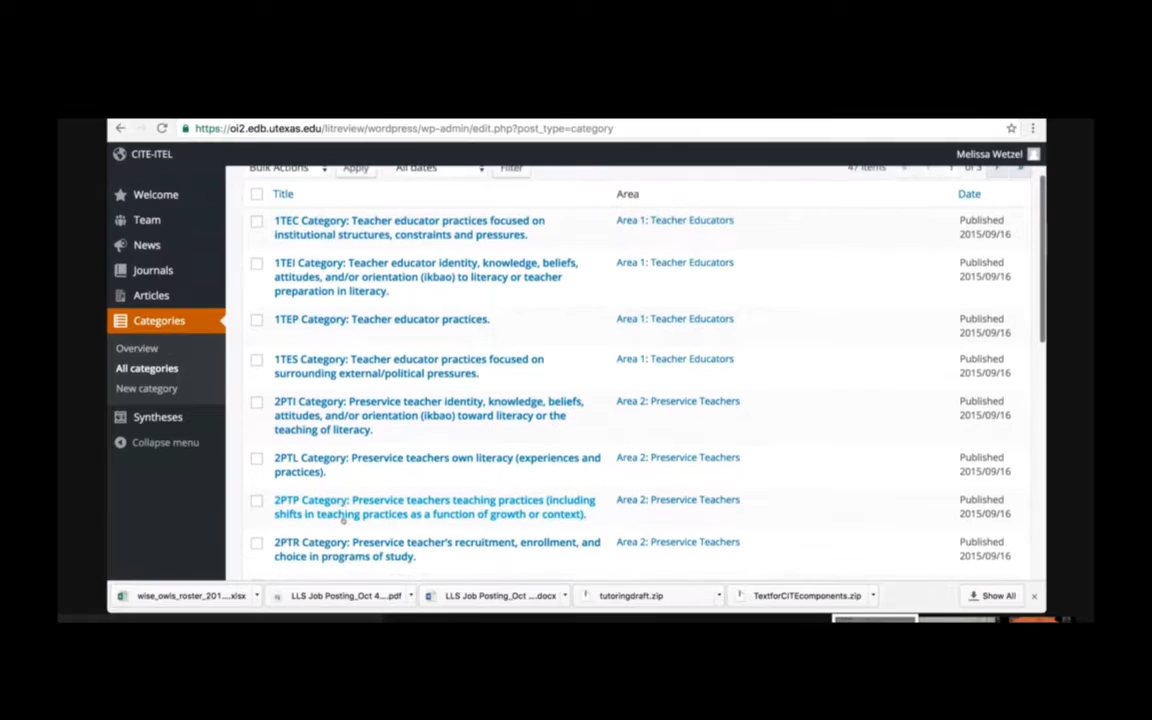 https://oi2.edb.utexas.edu/litreview/wordpress/wp-admin/edit.php?post_type=category
CITE-ITEL
Melissa Wetzel
Bulk Actions Apply All dates Filter
47 items 1 of 3
Welcome
Team
News
Journals
Articles
Categories
Overview
All categories
New category
Syntheses
Collapse menu
Title Area Date
1TEC Category: Teacher educator practices focused on
institutional structures, constraints and pressures.
Area 1: Teacher Educators
Published
2015/09/16
1TEI Category: Teacher educator identity, knowledge, beliefs,
attitudes, and/or orientation (ikbao) to literacy or teacher
preparation in literacy.
Area 1: Teacher Educators
Published
2015/09/16
1TEP Category: Teacher educator practices.
Area 1: Teacher Educators
Published
2015/09/16
1TES Category: Teacher educator practices focused on
surrounding external/political pressures.
Area 1: Teacher Educators
Published
2015/09/16
2PTI Category: Preservice teacher identity, knowledge, beliefs,
attitudes, and/or orientation (ikbao) toward literacy or the
teaching of literacy.
Area 2: Preservice Teachers
Published
2015/09/16
2PTL Category: Preservice teachers own literacy (experiences and
practices).
Area 2: Preservice Teachers
Published
2015/09/16
2PTP Category: Preservice teachers teaching practices (including
shifts in teaching practices as a function of growth or context).
Area 2: Preservice Teachers
Published
2015/09/16
2PTR Category: Preservice teacher's recruitment, enrollment, and
choice in programs of study.
Area 2: Preservice Teachers
Published
2015/09/16
wise_owls_roster_201....xlsx
LLS Job Posting_Oct 4....pdf
LLS Job Posting_Oct ....docx
tutoringdraft.zip
TextforCITEcomponents.zip
Show All